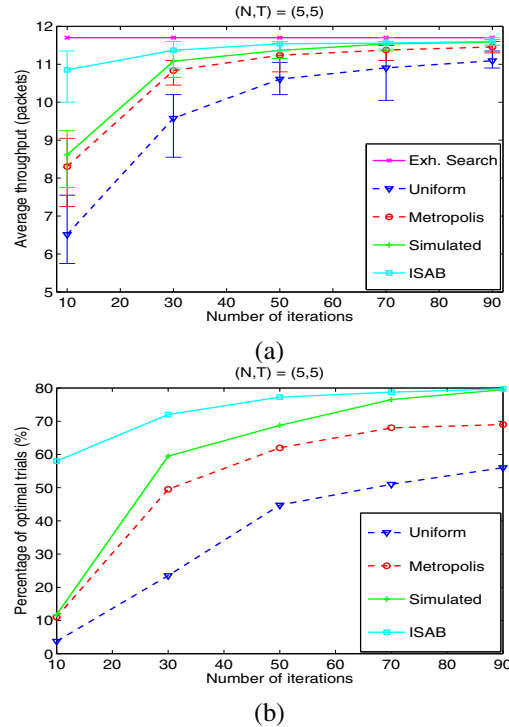 (N,T) = (5,5)
Average throughput (packets)
12
11
10
9
8
7
6
5
10 20 30 40 50 60 70 80 90
Number of iterations
Exh. Search
Uniform
Metropolis
Simulated
ISAB
(a)
(N,T) = (5,5)
Percentage of optimal trials (%)
80
70
60
50
40
30
20
10
0
10 20 30 40 50 60 70 80 90
Number of iterations
Uniform
Metropolis
Simulated
ISAB
(b)